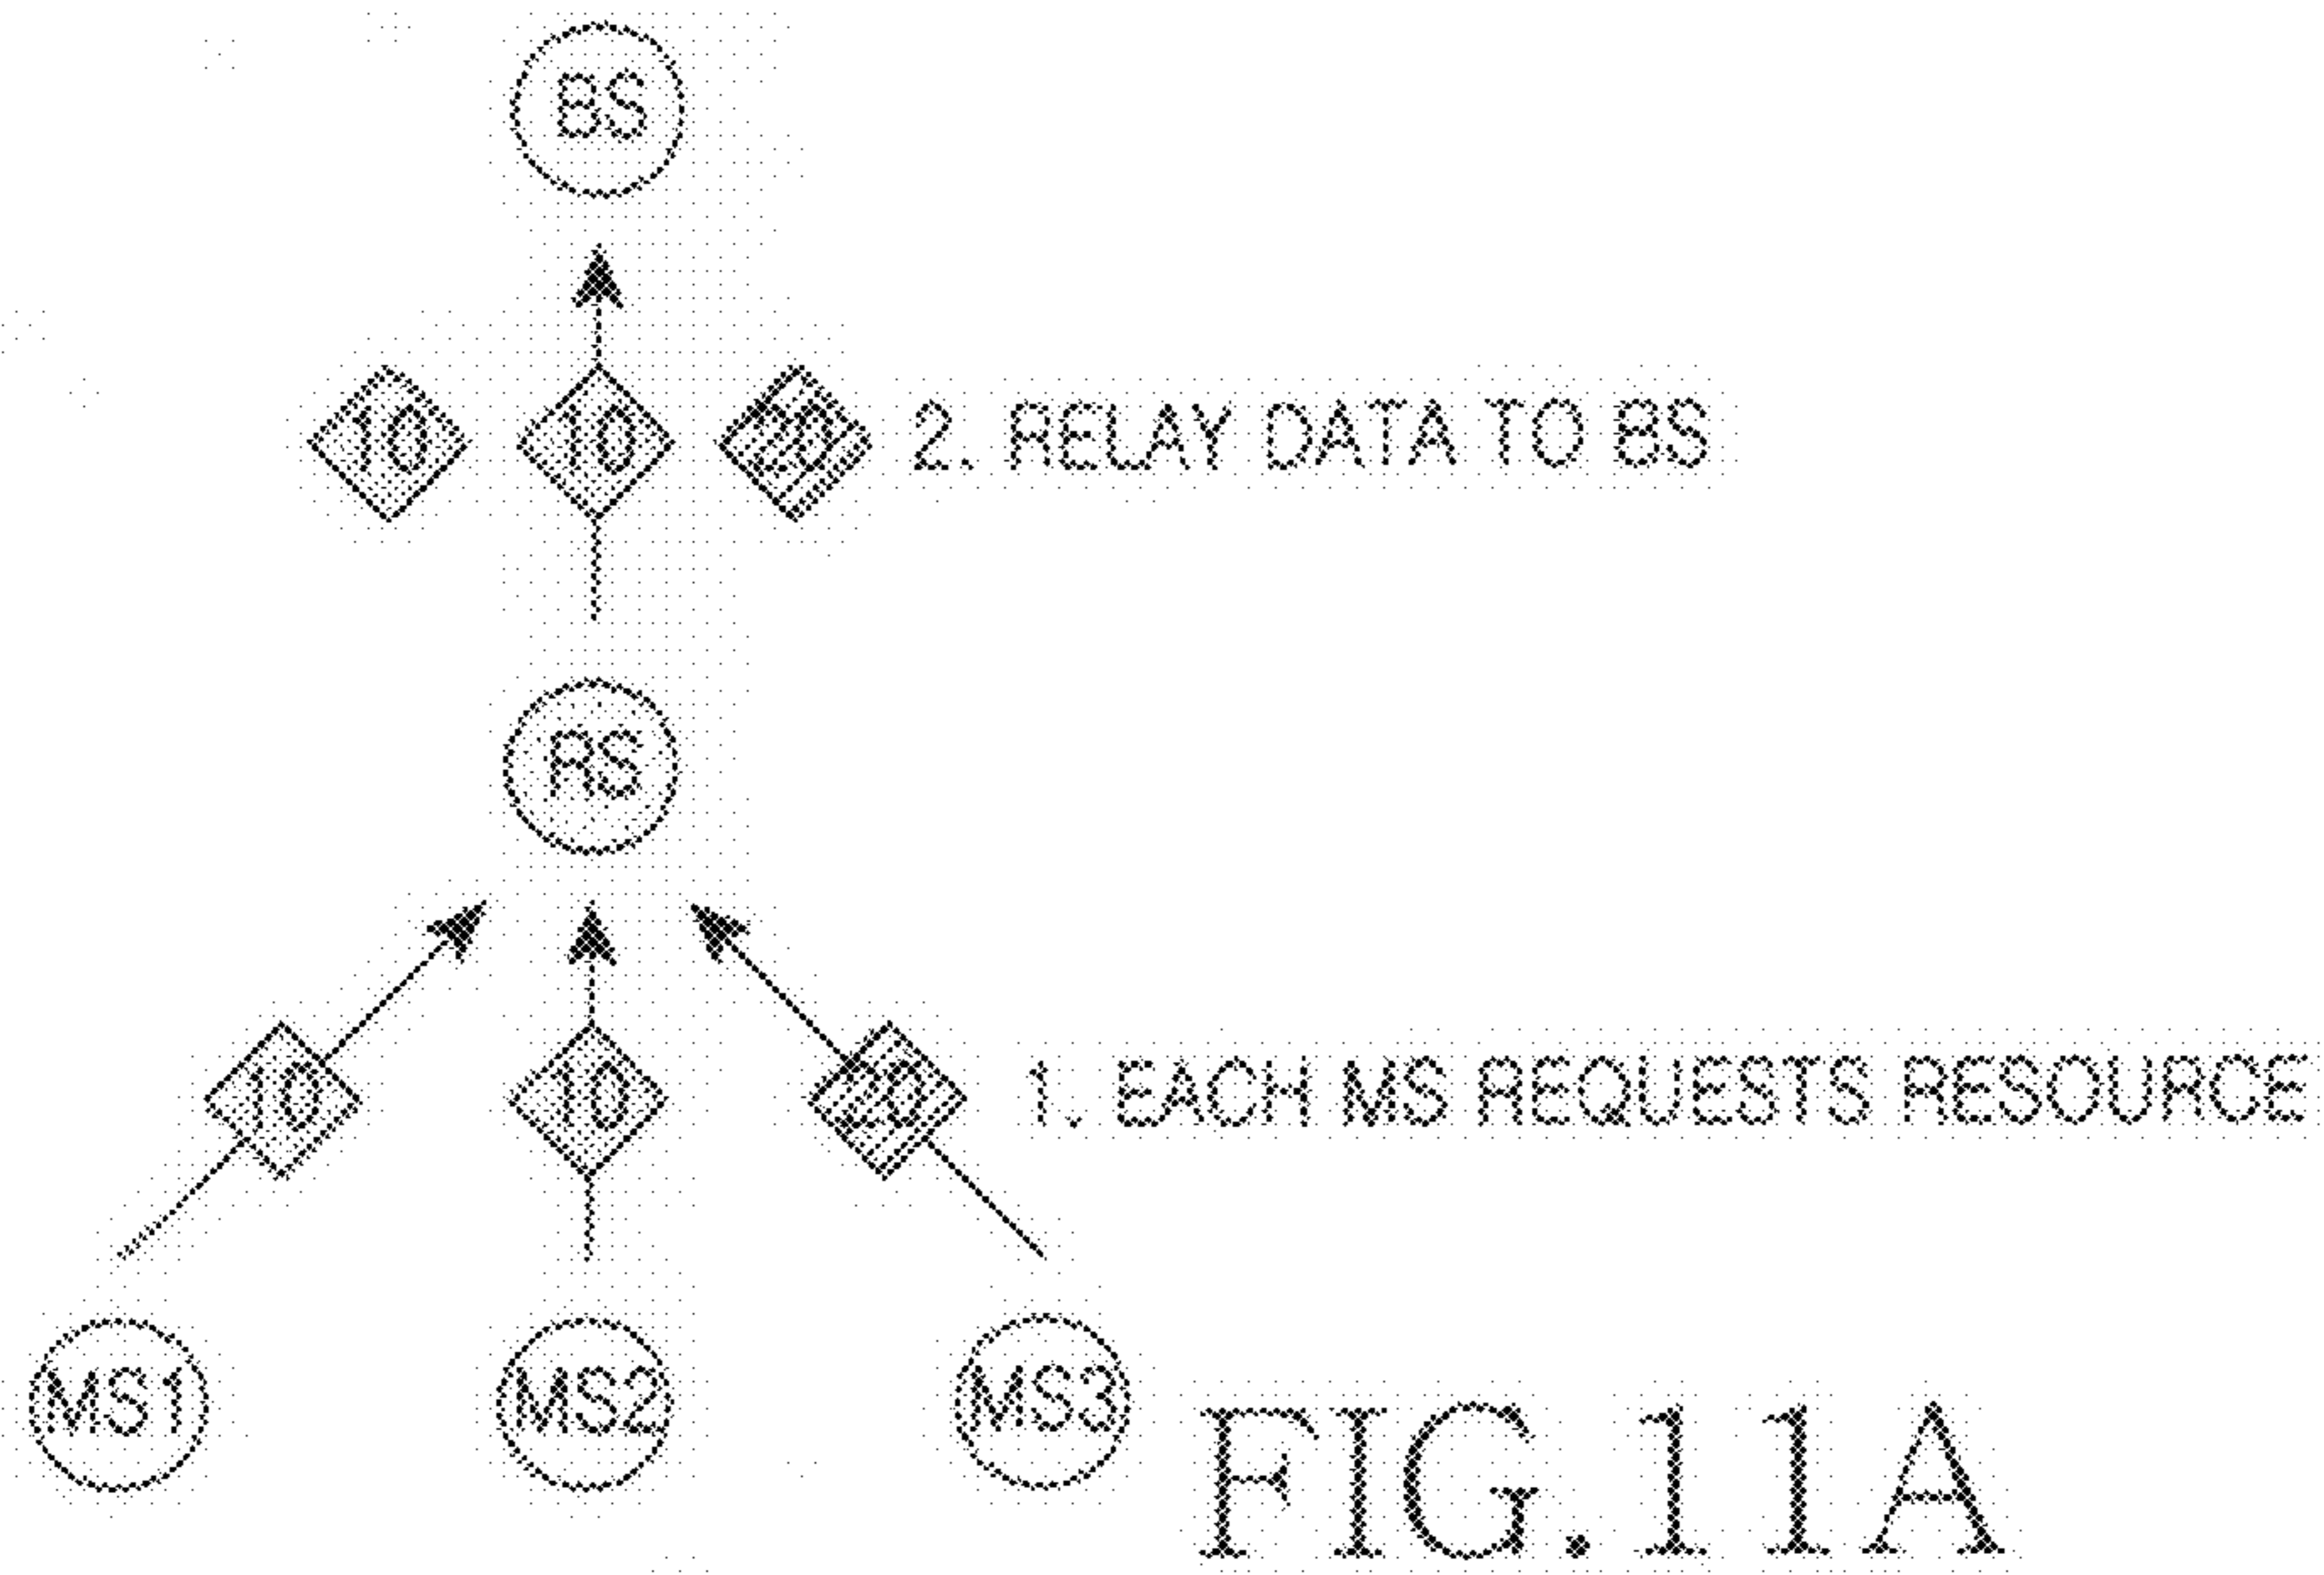 BS
10 10 20 2. RELAY DATA TO BS
RS
10 10 20 1. EACH MS REQUESTS RESOURCE
MS1 MS2 MS3
FIG.11A